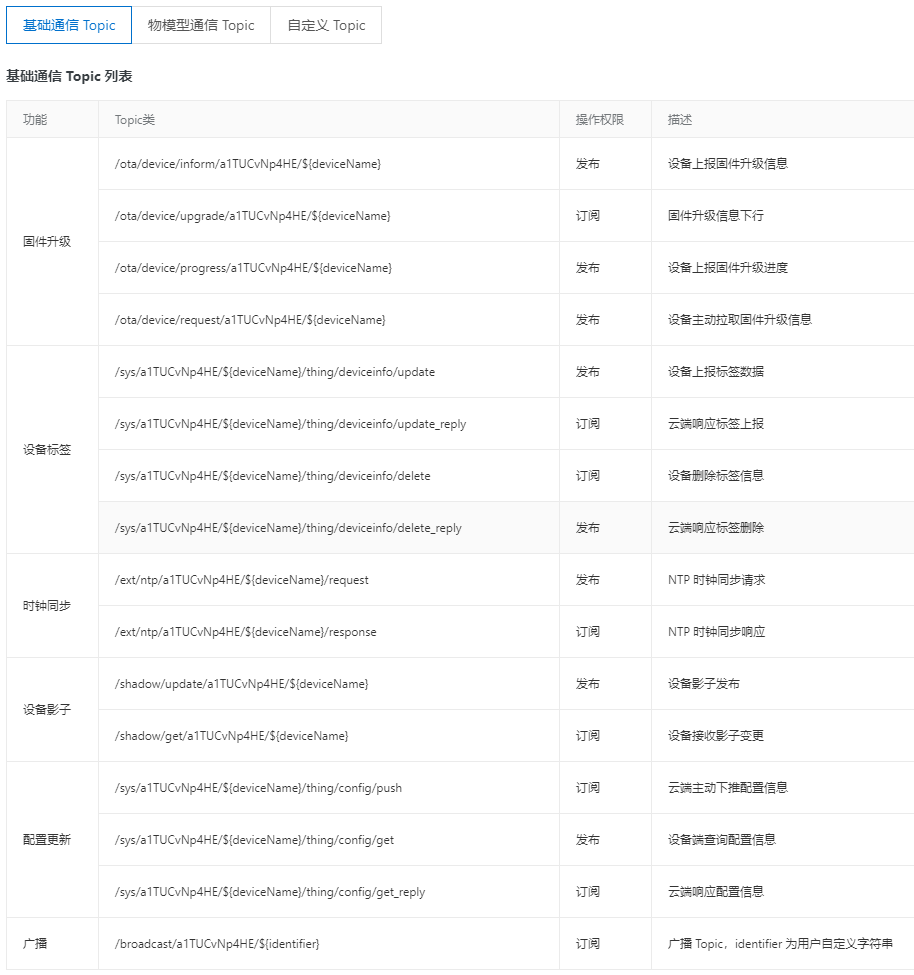 基础通信 Topic 物模型通信 Topic 自定义 Topic
基础通信 Topic 列表
功能 Topic类 操作权限 描述
固件升级
/ota/device/inform/a1TUCvNp4HE/${deviceName} 发布 设备上报固件升级信息
/ota/device/upgrade/a1TUCvNp4HE/${deviceName} 订阅 固件升级信息下行
/ota/device/progress/a1TUCvNp4HE/${deviceName} 发布 设备上报固件升级进度
/ota/device/request/a1TUCvNp4HE/${deviceName} 发布 设备主动拉取固件升级信息
设备标签
/sys/a1TUCvNp4HE/${deviceName}/thing/deviceinfo/update 发布 设备上报标签数据
/sys/a1TUCvNp4HE/${deviceName}/thing/deviceinfo/update_reply 订阅 云端响应标签上报
/sys/a1TUCvNp4HE/${deviceName}/thing/deviceinfo/delete 订阅 设备删除标签信息
/sys/a1TUCvNp4HE/${deviceName}/thing/deviceinfo/delete_reply 发布 云端响应标签删除
时钟同步
/ext/ntp/a1TUCvNp4HE/${deviceName}/request 发布 NTP 时钟同步请求
/ext/ntp/a1TUCvNp4HE/${deviceName}/response 订阅 NTP 时钟同步响应
设备影子
/shadow/update/a1TUCvNp4HE/${deviceName} 发布 设备影子发布
/shadow/get/a1TUCvNp4HE/${deviceName} 订阅 设备接收影子变更
配置更新
/sys/a1TUCvNp4HE/${deviceName}/thing/config/push 订阅 云端主动下推配置信息
/sys/a1TUCvNp4HE/${deviceName}/thing/config/get 发布 设备端查询配置信息
/sys/a1TUCvNp4HE/${deviceName}/thing/config/get_reply 订阅 云端响应配置信息
广播 /broadcast/a1TUCvNp4HE/${identifier} 订阅 广播 Topic，identifier 为用户自定义字符串